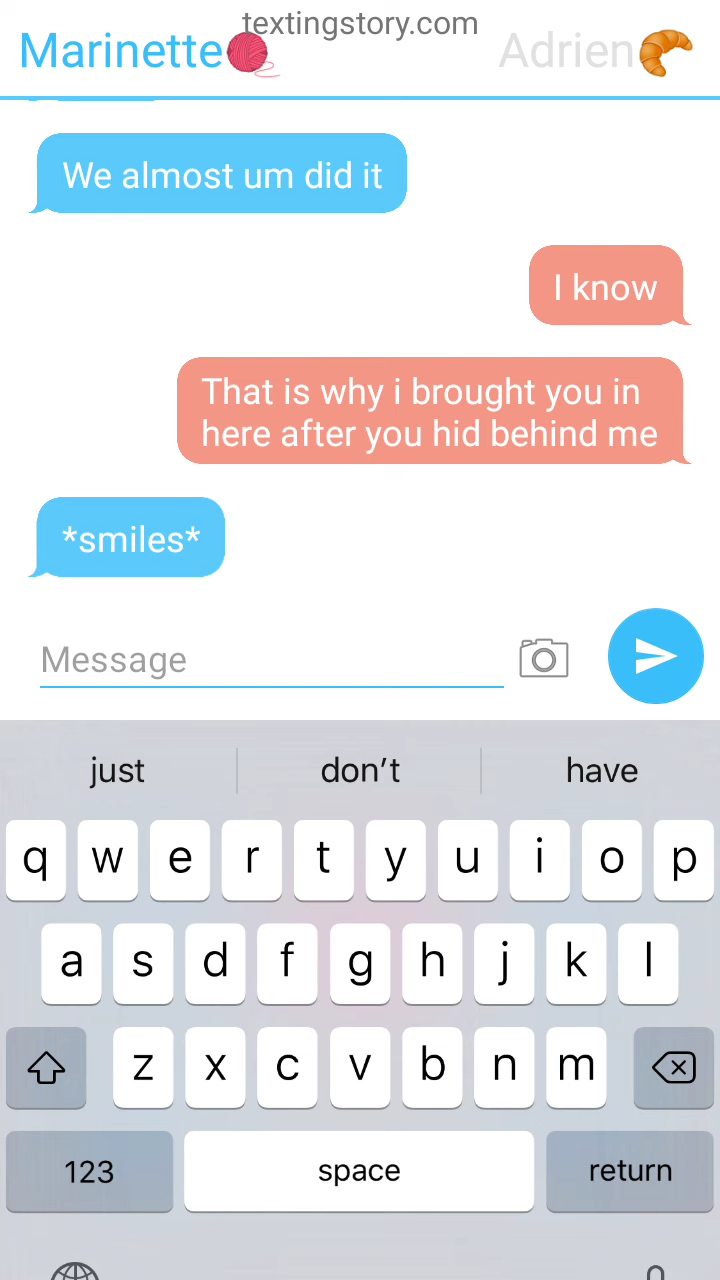 textingstory.com
Marinette🧶 Adrien🥐
We almost um did it
I know
That is why i brought you in
here after you hid behind me
*smiles*
Message
just don't have
q w e r t y u i o p
a s d f g h j k l
z x c v b n m
123 space return